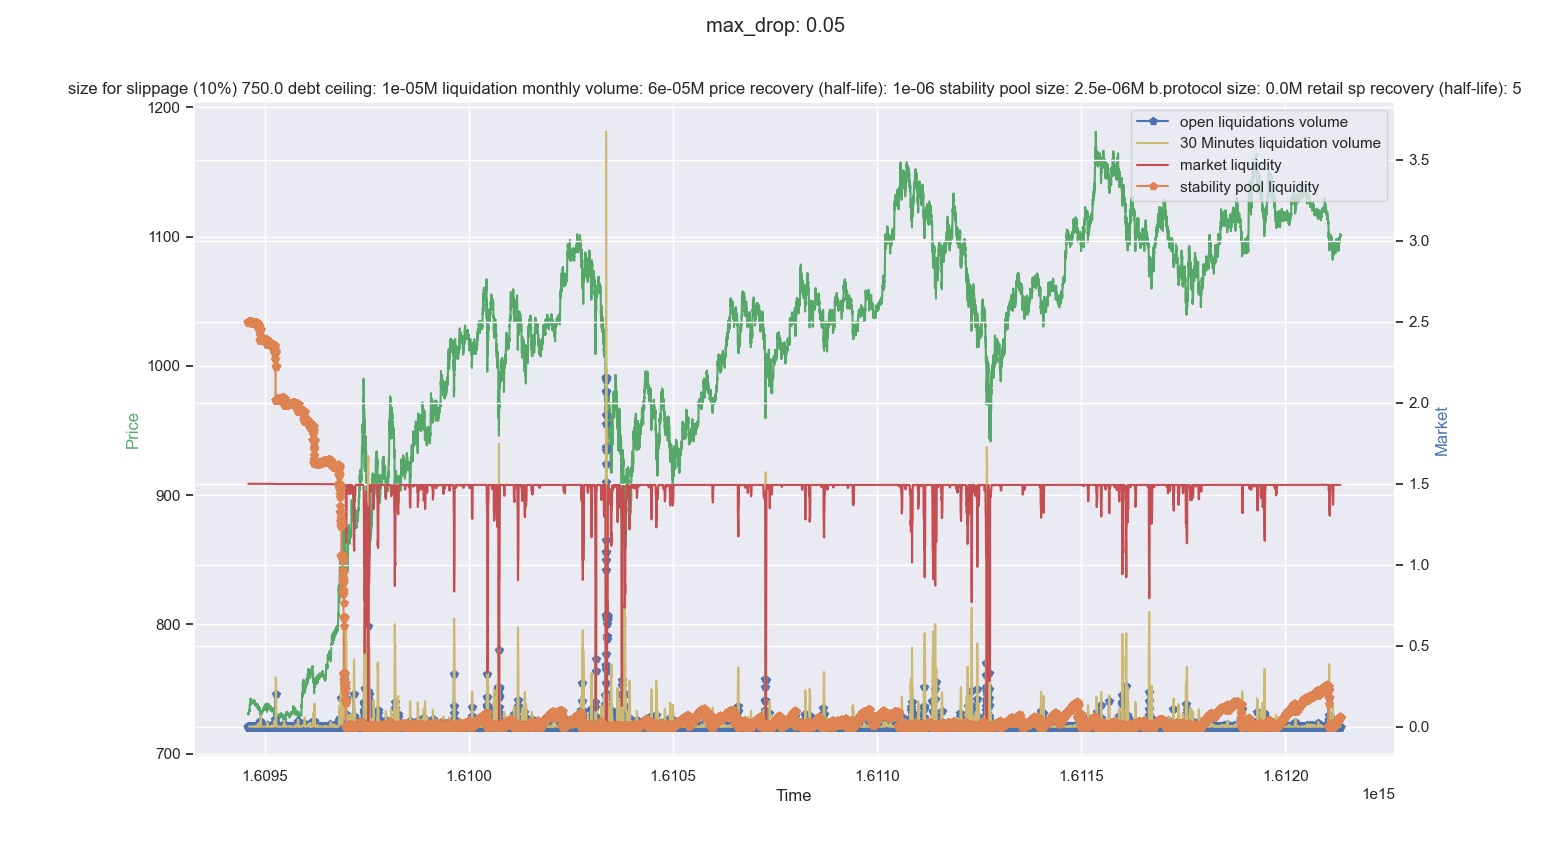 max_drop: 0.05
size for slippage (10%) 750.0 debt ceiling: 1e-05M liquidation monthly volume: 6e-05M price recovery (half-life): 1e-06 stability pool size: 2.5e-06M b.protocol size: 0.0M retail sp recovery (half-life): 5
open liquidations volume
30 Minutes liquidation volume
market liquidity
stability pool liquidity
1200
1100
1000
900
800
700
Price
3.5
3.0
2.5
2.0
1.5
1.0
0.5
0.0
Market
1.6095 1.6100 1.6105 1.6110 1.6115 1.6120
Time
1e15